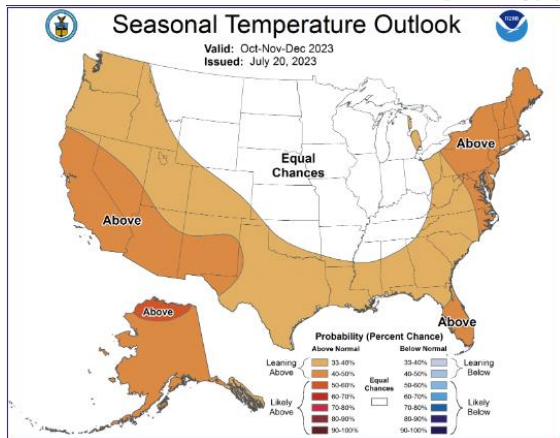 Seasonal Temperature Outlook
Valid: Oct-Nov-Dec 2023
Issued: July 20, 2023
Above
Equal
Chances
Above
Above
Above
Probability (Percent Chance)
Above Normal
Below Normal
Leaning
Above
33-40%
40-50%
Likely
Above
50-60%
60-70%
70-80%
80-90%
90-100%
Equal
Chances
33-40%
40-50%
Leaning
Below
50-60%
60-70%
70-80%
80-90%
90-100%
Likely
Below